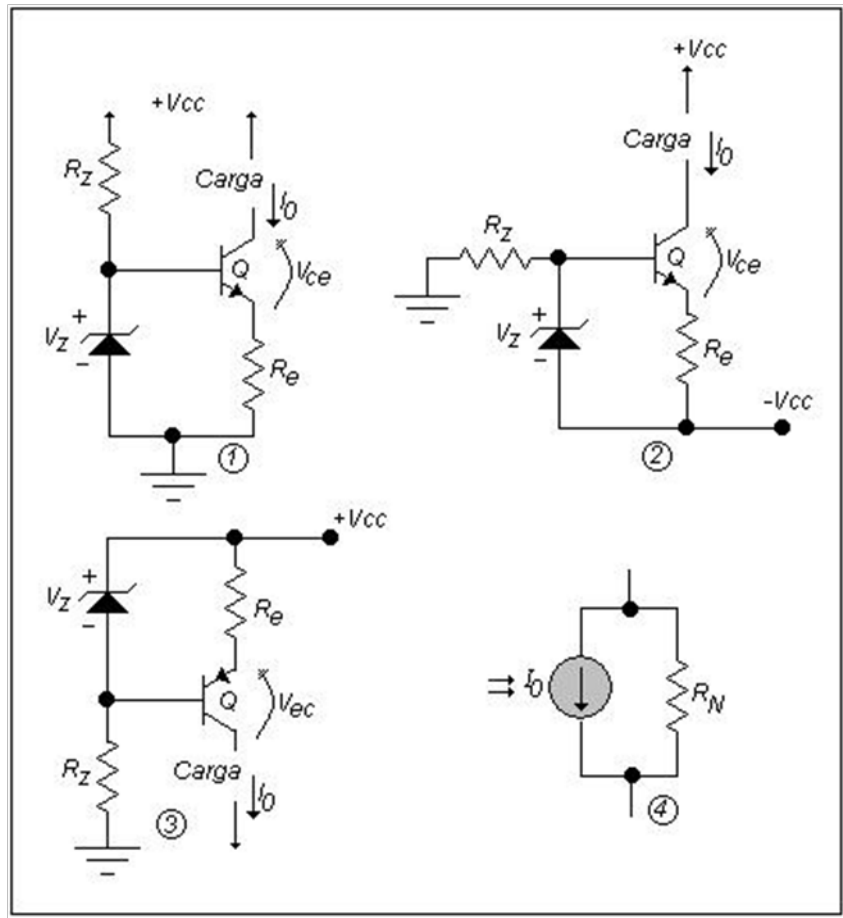 +Vcc
Rz
Carga
I0
Q
Vce
+
Vz
−
Re
1
+Vcc
Carga
I0
Rz
Q
Vce
+
Vz
−
Re
-Vcc
2
+Vcc
+
Vz
−
Re
Q
Vec
Rz
Carga
I0
3
I0
RN
4